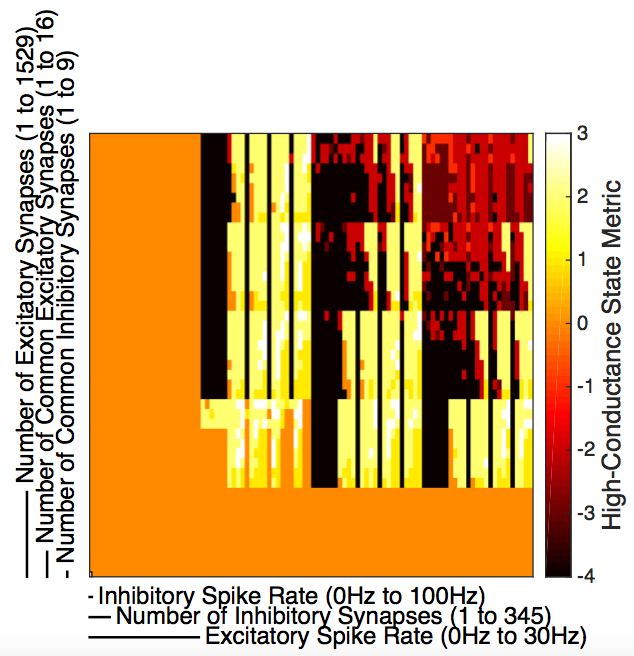 Number of Excitatory Synapses (1 to 1529)
Number of Common Excitatory Synapses (1 to 16)
Number of Common Inhibitory Synapses (1 to 9)
3
2
1
0
-1
-2
-3
-4
High-Conductance State Metric
Inhibitory Spike Rate (0Hz to 100Hz)
Number of Inhibitory Synapses (1 to 345)
Excitatory Spike Rate (0Hz to 30Hz)